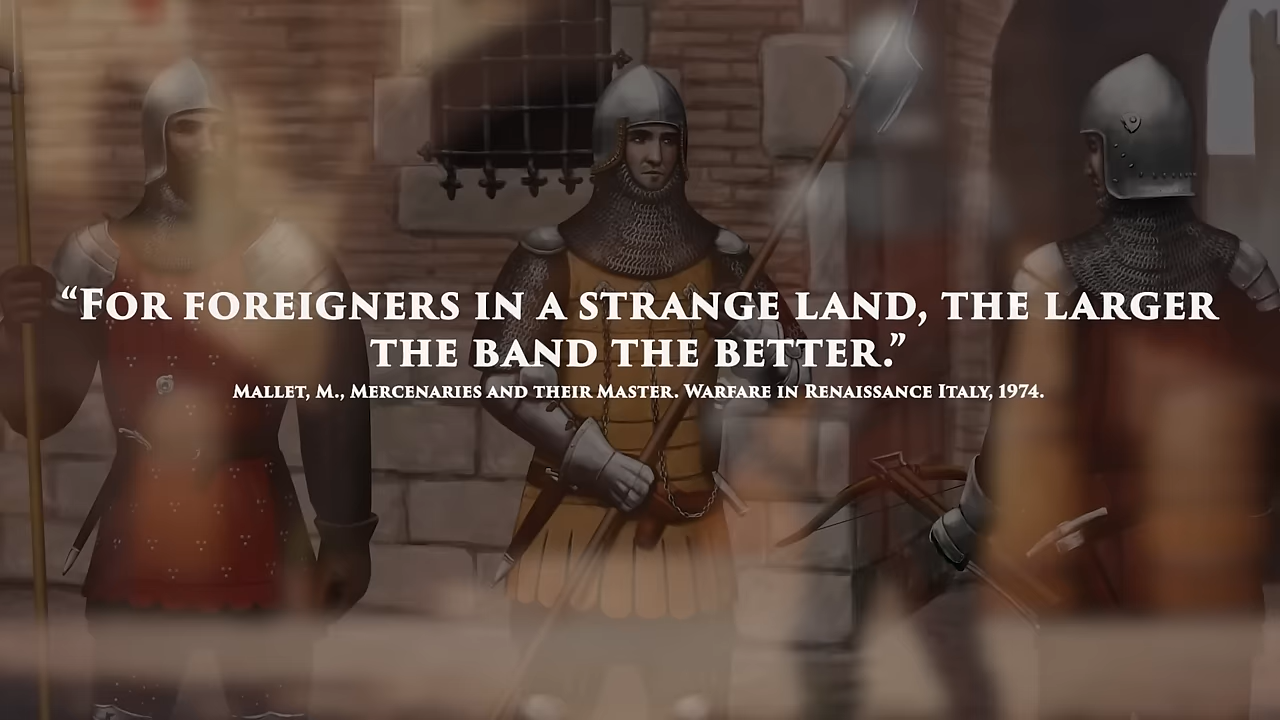 “For foreigners in a strange land, the larger
the band the better.”
Mallet, M., Mercenaries and their Master. Warfare in Renaissance Italy, 1974.